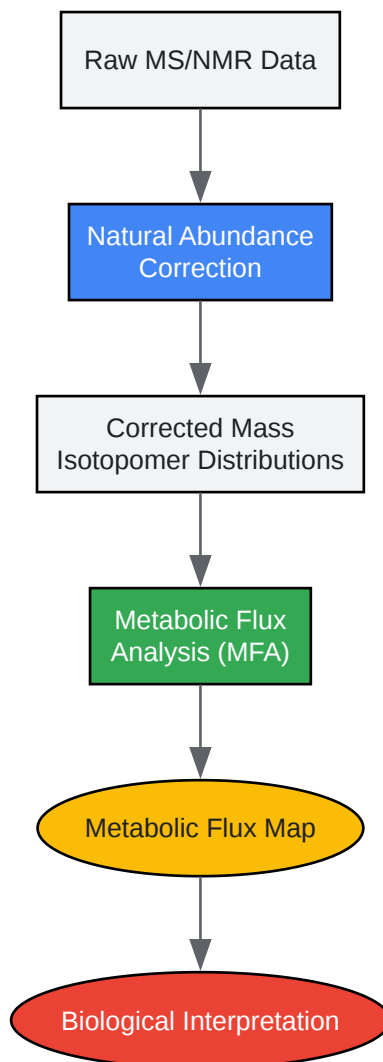 Raw MS/NMR Data
Natural Abundance
Correction
Corrected Mass
Isotopomer Distributions
Metabolic Flux
Analysis (MFA)
Metabolic Flux Map
Biological Interpretation